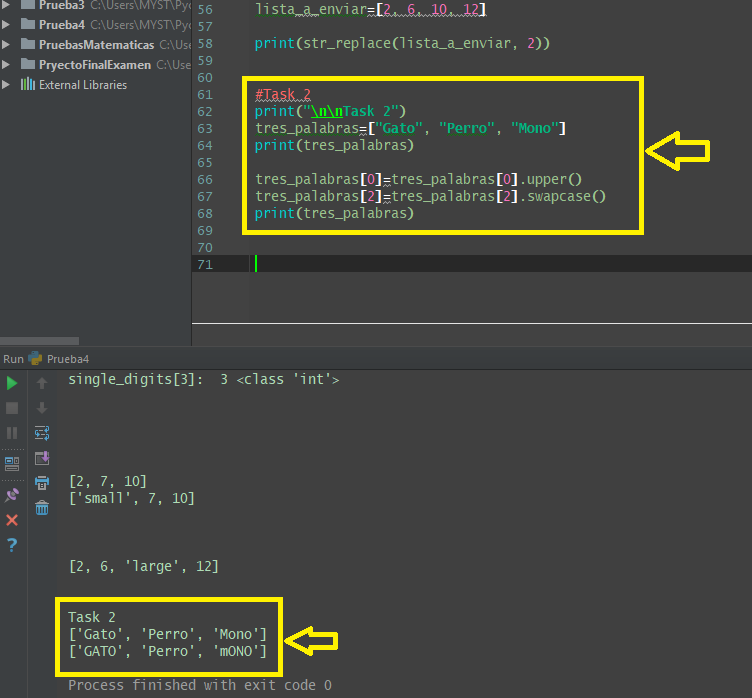 Prueba3 C:\Users\MYST\Pyc
Prueba4 C:\Users\MYST\Pyc
PruebasMatematicas C:\Use
PryectoFinalExamen C:\Use
External Libraries
56 lista_a_enviar=[2, 6, 10, 12]
57
58 print(str_replace(lista_a_enviar, 2))
59
60
61 #Task 2
62 print("\n\nTask 2")
63 tres_palabras=["Gato", "Perro", "Mono"]
64 print(tres_palabras)
65
66 tres_palabras[0]=tres_palabras[0].upper()
67 tres_palabras[2]=tres_palabras[2].swapcase()
68 print(tres_palabras)
69
70
71
Run Prueba4
single_digits[3]:  3 <class 'int'>
[2, 7, 10]
['small', 7, 10]
[2, 6, 'large', 12]
Task 2
['Gato', 'Perro', 'Mono']
['GATO', 'Perro', 'mONO']
Process finished with exit code 0